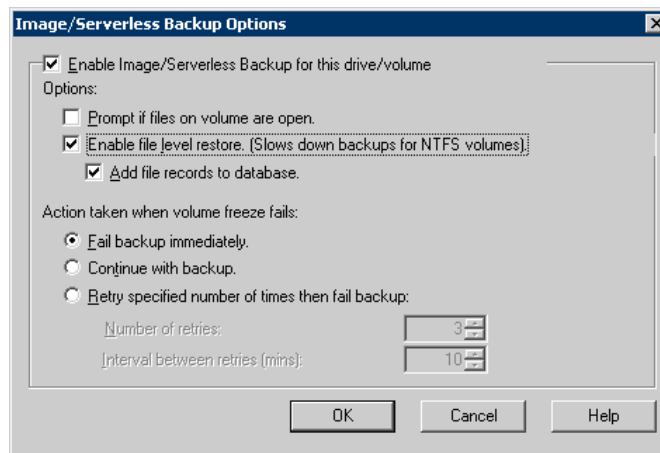 Image/Serverless Backup Options
Enable Image/Serverless Backup for this drive/volume
Options:
Prompt if files on volume are open.
Enable file level restore. (Slows down backups for NTFS volumes).
Add file records to database.
Action taken when volume freeze fails:
Fail backup immediately.
Continue with backup.
Retry specified number of times then fail backup:
Number of retries: 3
Interval between retries (mins): 10
OK Cancel Help